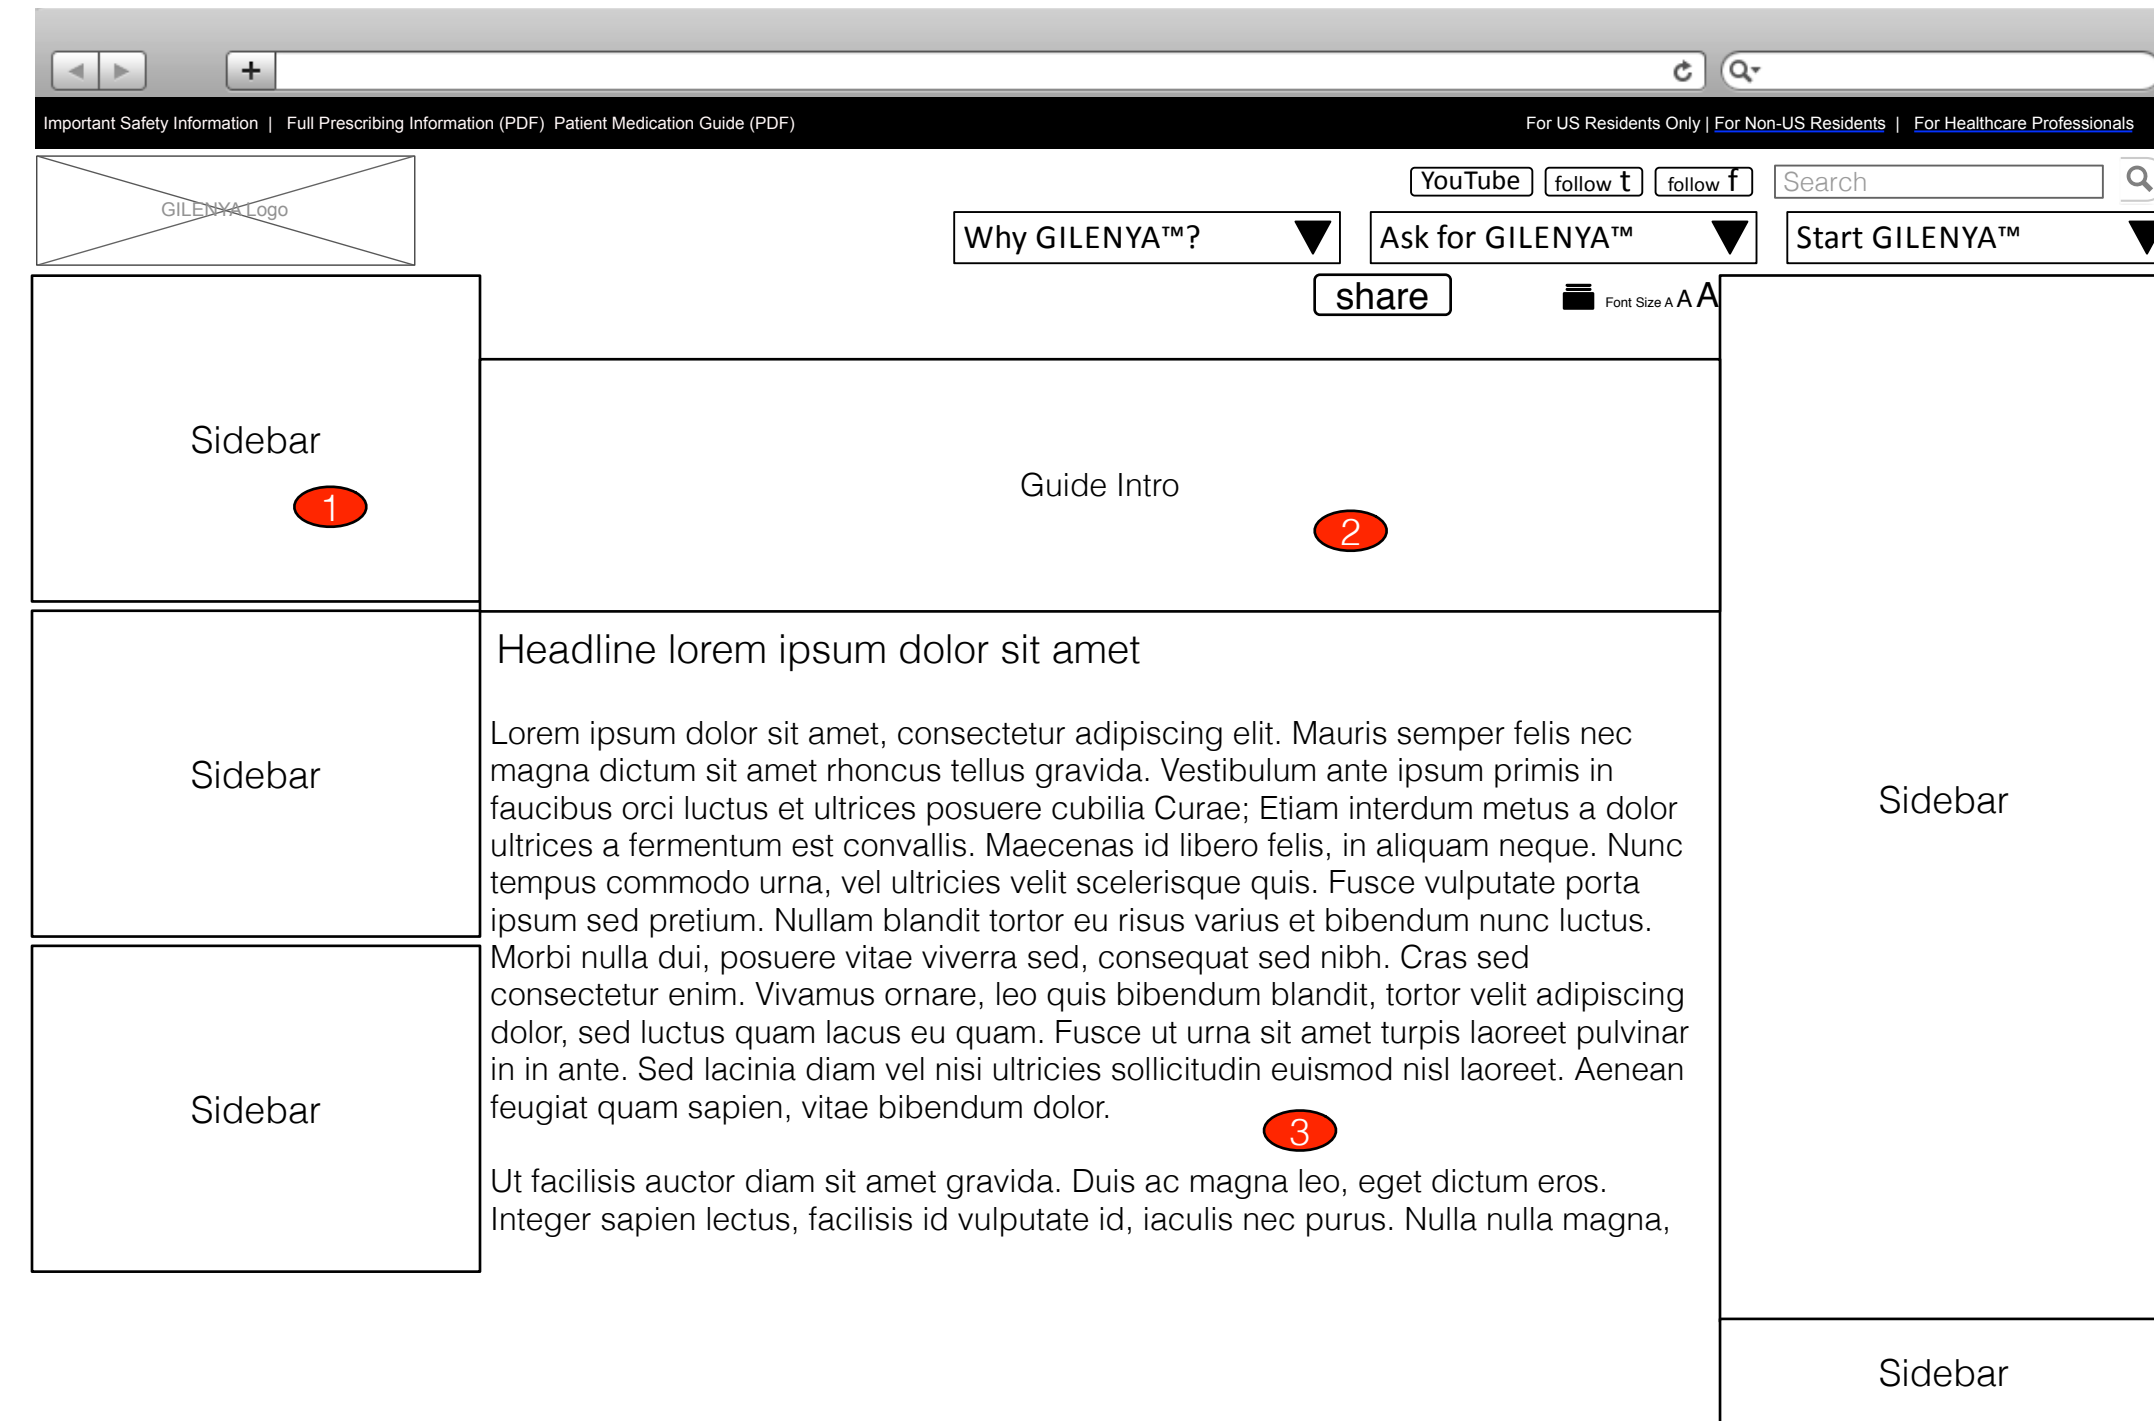 Important Safety Information | Full Prescribing Information (PDF) Patient Medication Guide (PDF)
For US Residents Only | For Non-US Residents | For Healthcare Professionals
GILENYA Logo
YouTube
follow t
follow f
Search
Why GILENYA™?
Ask for GILENYA™
Start GILENYA™
share
Font Size A A A
Sidebar
1
Guide Intro
2
Headline lorem ipsum dolor sit amet
Sidebar
Lorem ipsum dolor sit amet, consectetur adipiscing elit. Mauris semper felis nec
magna dictum sit amet rhoncus tellus gravida. Vestibulum ante ipsum primis in
faucibus orci luctus et ultrices posuere cubilia Curae; Etiam interdum metus a dolor
ultrices a fermentum est convallis. Maecenas id libero felis, in aliquam neque. Nunc
tempus commodo urna, vel ultricies velit scelerisque quis. Fusce vulputate porta
ipsum sed pretium. Nullam blandit tortor eu risus varius et bibendum nunc luctus.
Morbi nulla dui, posuere vitae viverra sed, consequat sed nibh. Cras sed
consectetur enim. Vivamus ornare, leo quis bibendum blandit, tortor velit adipiscing
dolor, sed luctus quam lacus eu quam. Fusce ut urna sit amet turpis laoreet pulvinar
in in ante. Sed lacinia diam vel nisi ultricies sollicitudin euismod nisl laoreet. Aenean
feugiat quam sapien, vitae bibendum dolor.
3
Ut facilisis auctor diam sit amet gravida. Duis ac magna leo, eget dictum eros.
Integer sapien lectus, facilisis id vulputate id, iaculis nec purus. Nulla nulla magna,
Sidebar
Sidebar
Sidebar